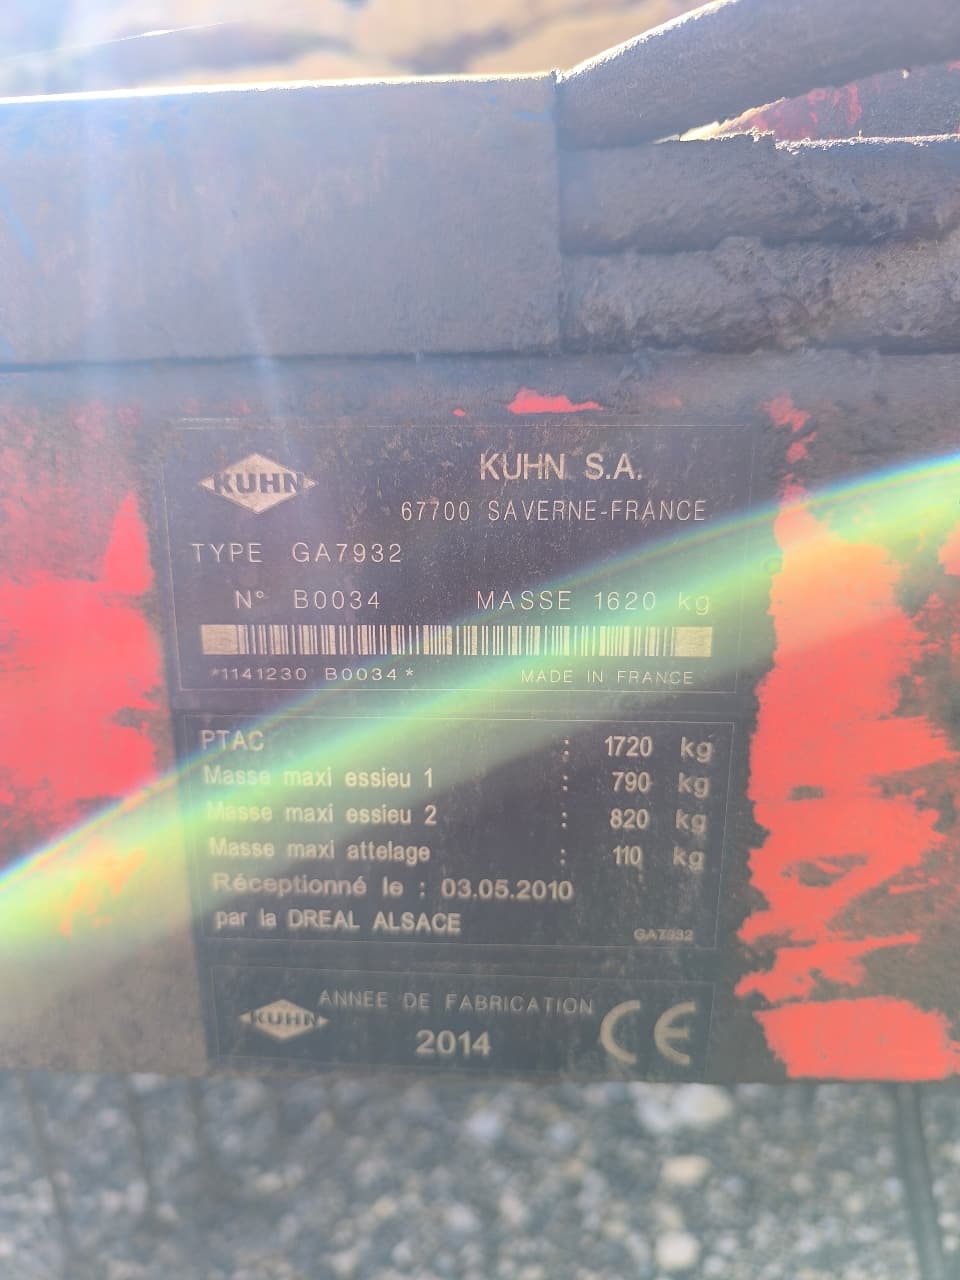 KUHN
KUHN S.A.
67700 SAVERNE-FRANCE
TYPE GA7932
N° B0034 MASSE 1620 kg
*1141230 B0034*
MADE IN FRANCE
PTAC : 1720 kg
Masse maxi essieu 1 : 790 kg
Masse maxi essieu 2 : 820 kg
Masse maxi attelage : 110 kg
Réceptionné le : 03.05.2010
par la DREAL ALSACE
GA7932
KUHN
ANNEE DE FABRICATION
2014
CE